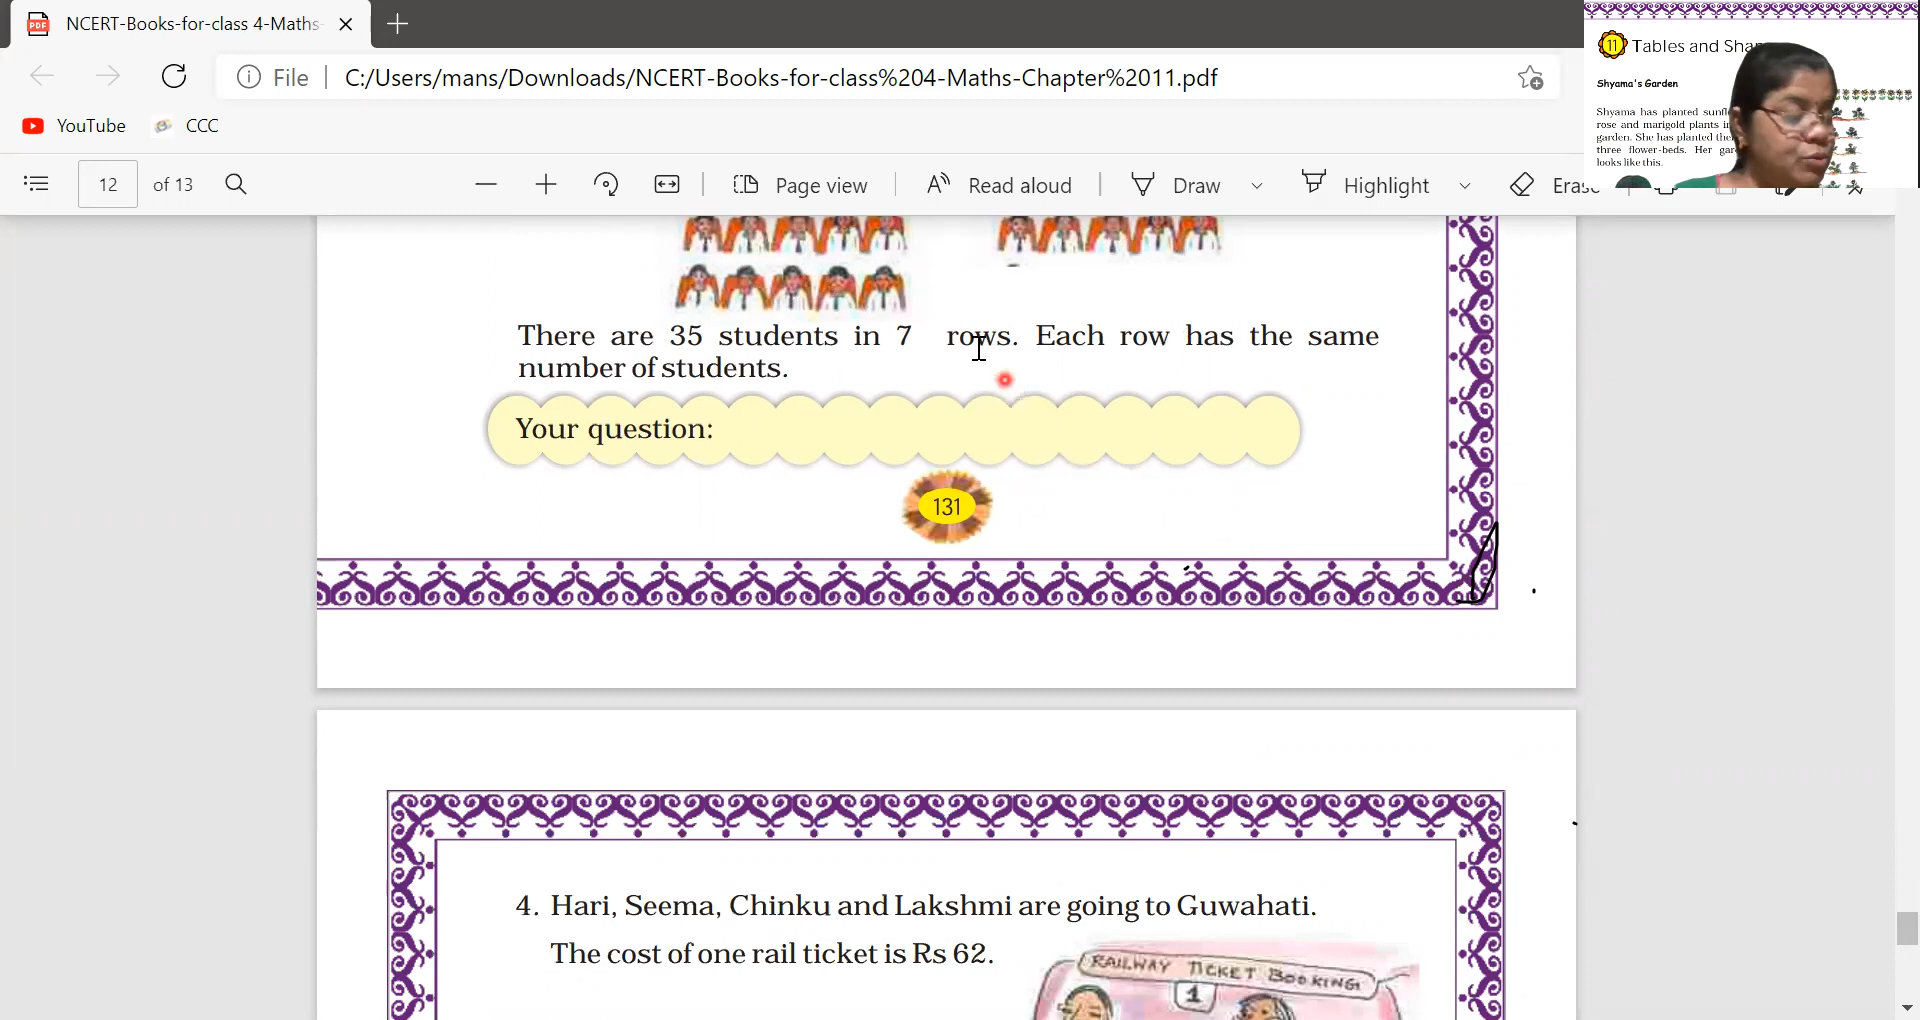 NCERT-Books-for-class 4-Maths-
File
C:/Users/mans/Downloads/NCERT-Books-for-class%204-Maths-Chapter%2011.pdf
YouTube
CCC
12 of 13
Page view
Read aloud
Draw
Highlight
11 Tables and
Shyama's Garden
Shyama has planted
rose and marigold plants
garden. She has planted
three flower-beds. Her
looks like this.
There are 35 students in 7 rows. Each row has the same
number of students.
Your question:
131
4. Hari, Seema, Chinku and Lakshmi are going to Guwahati.
The cost of one rail ticket is Rs 62.
RAILWAY TICKET BOOKING
1